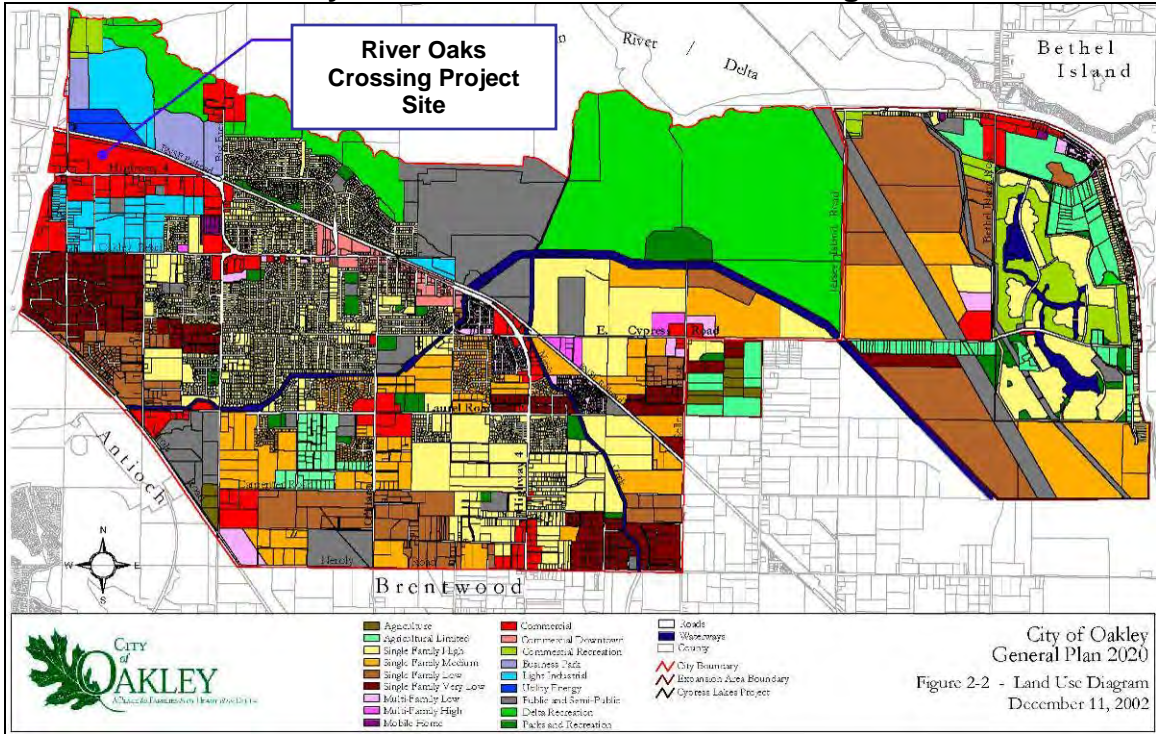 River Oaks
Crossing Project
Site
River /
Delta
Bethel
Island
Highway 4
E. Cypress Road
Laurel Road
Highway 4
Antioch
Brentwood
N
W E
S
CITY
of
OAKLEY
Agriculture
Agricultural Limited
Single Family High
Single Family Medium
Single Family Low
Single Family Very Low
Multi-Family Low
Multi-Family High
Mobile Home
Commercial
Commercial Downtown
Commercial Recreation
Business Park
Light Industrial
Utility Energy
Public and Semi-Public
Delta Recreation
Parks and Recreation
Roads
Waterways
County
City Boundary
Expansion Area Boundary
Cypress Lakes Project
City of Oakley
General Plan 2020
Figure 2-2 - Land Use Diagram
December 11, 2002